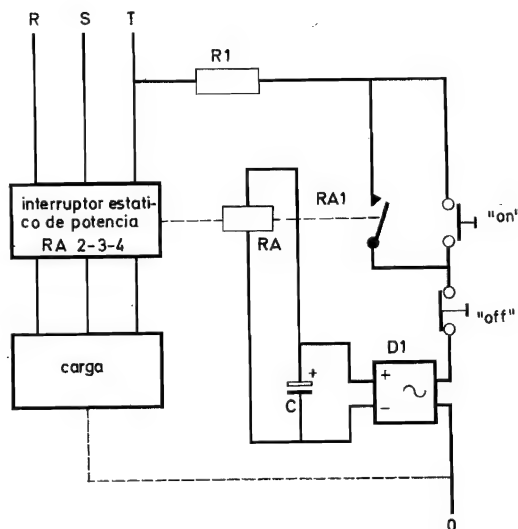 R S T
R1
interruptor estati-
co de potencia
RA 2-3-4
RA
RA1
"on"
"off"
carga
C
+
D1
+
-
0